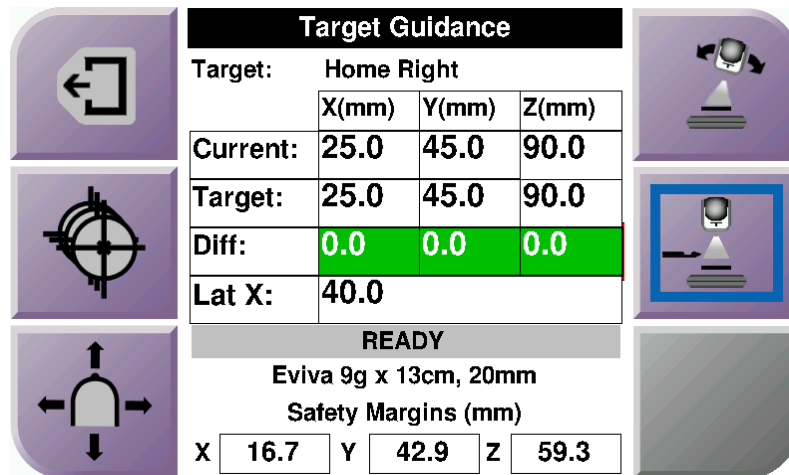 Target Guidance
Target: Home Right
X(mm) Y(mm) Z(mm)
Current: 25.0 45.0 90.0
Target: 25.0 45.0 90.0
Diff: 0.0 0.0 0.0
Lat X: 40.0
READY
Eviva 9g x 13cm, 20mm
Safety Margins (mm)
X 16.7 Y 42.9 Z 59.3